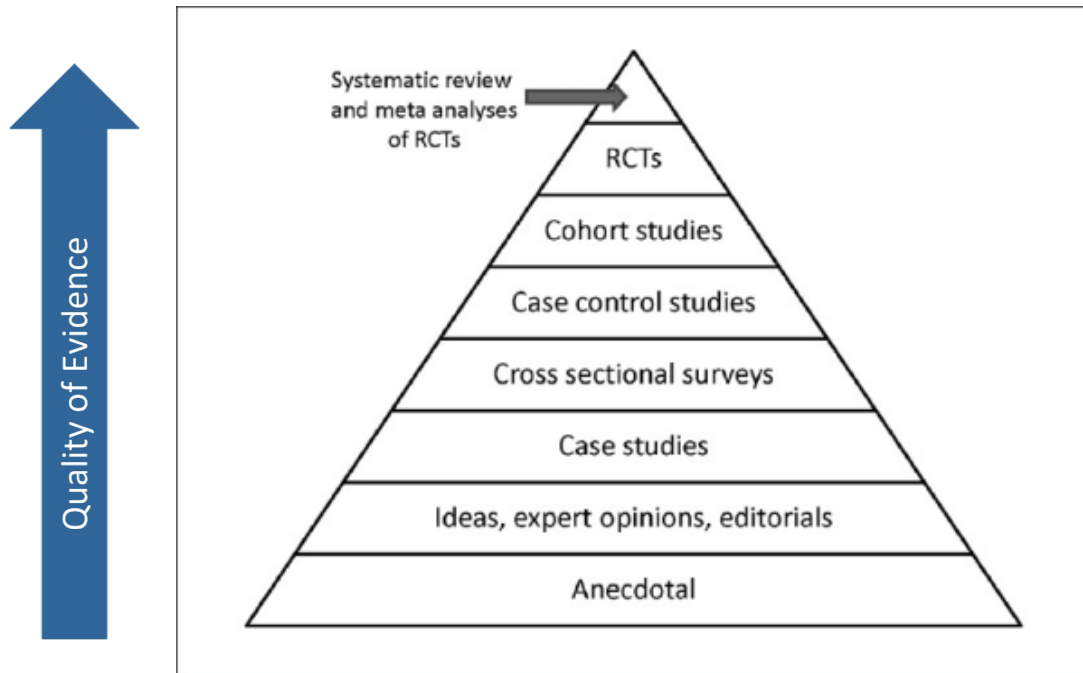 Quality of Evidence
Systematic review
and meta analyses
of RCTs
RCTs
Cohort studies
Case control studies
Cross sectional surveys
Case studies
Ideas, expert opinions, editorials
Anecdotal